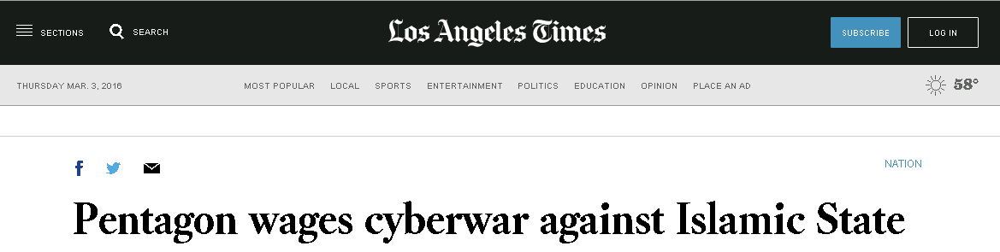 SECTIONS SEARCH Los Angeles Times SUBSCRIBE LOG IN
THURSDAY MAR. 3, 2016 MOST POPULAR LOCAL SPORTS ENTERTAINMENT POLITICS EDUCATION OPINION PLACE AN AD 58°
NATION
Pentagon wages cyberwar against Islamic State